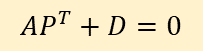 $AP^T + D = 0$